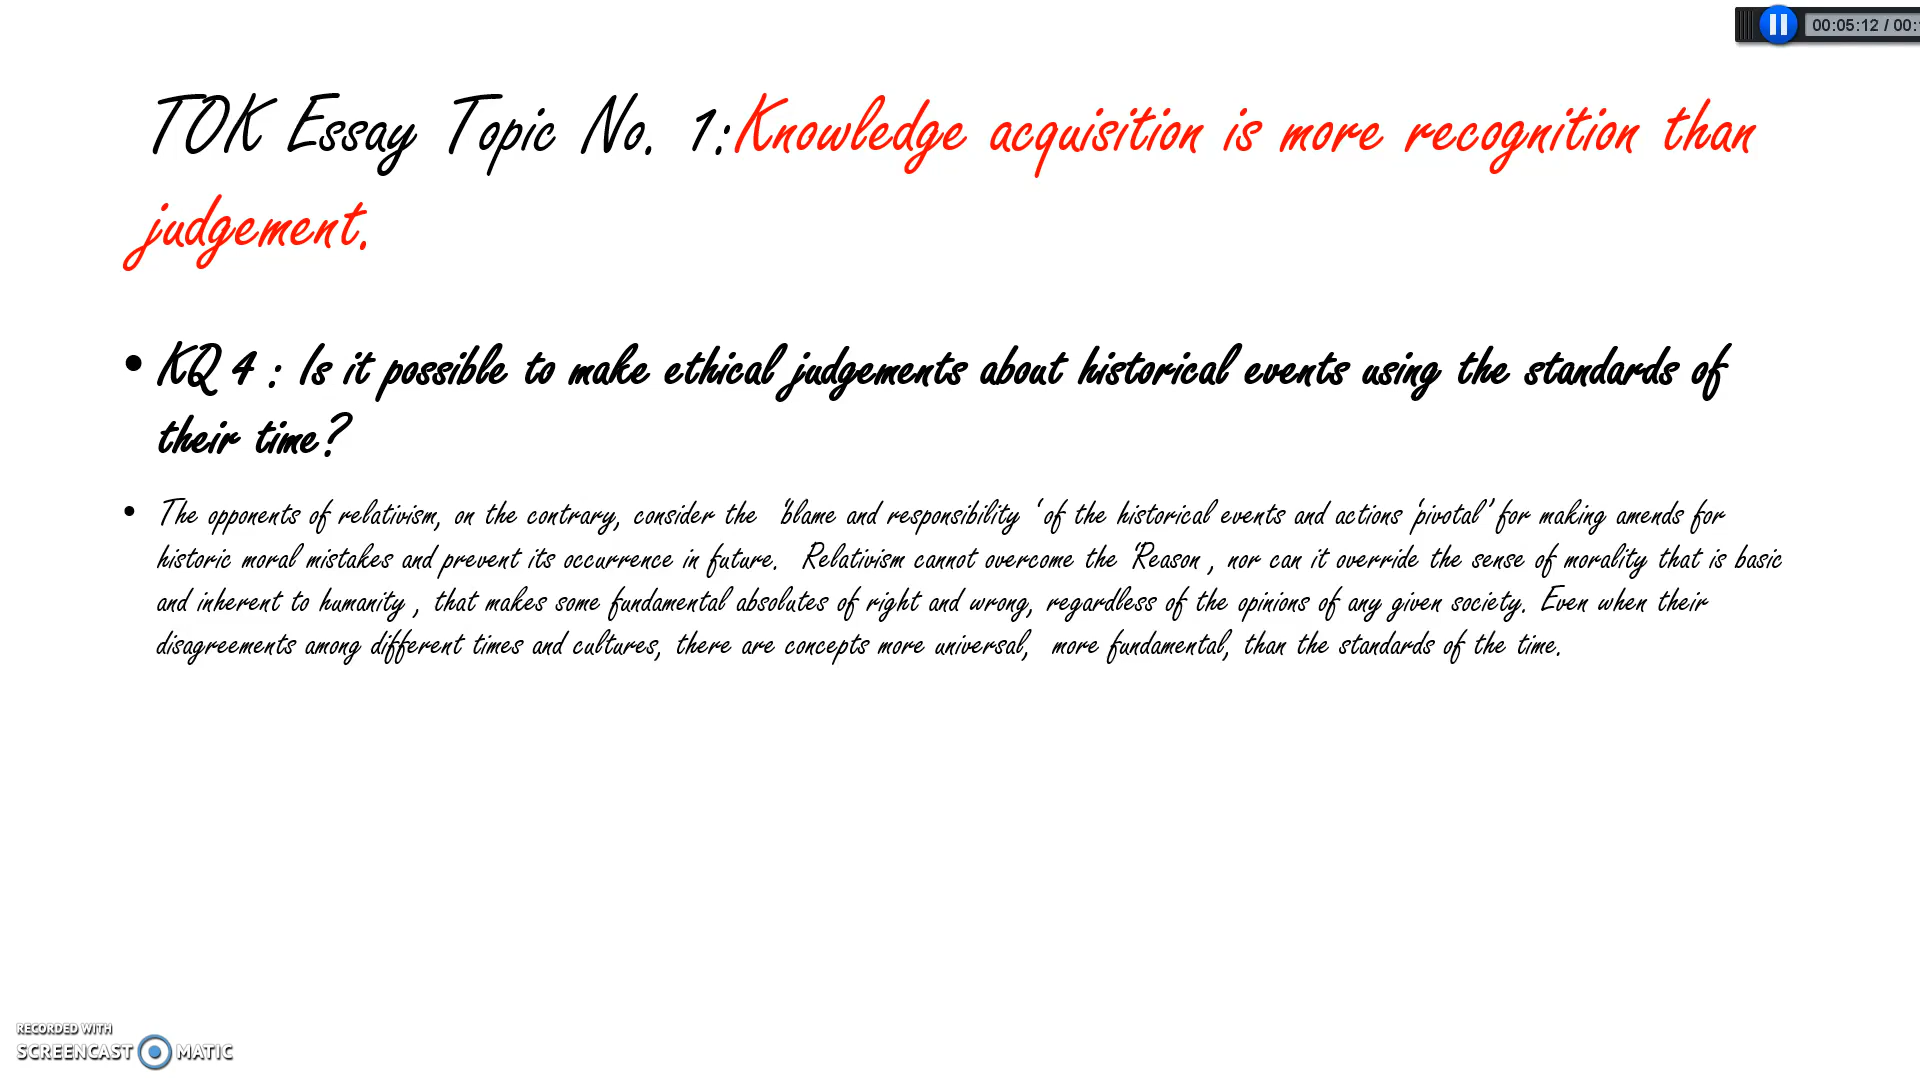 00:05:12 / 00:
TOK Essay Topic No. 1:Knowledge acquisition is more recognition than
judgement.
• KQ 4 : Is it possible to make ethical judgements about historical events using the standards of
their time?
• The opponents of relativism, on the contrary, consider the 'blame and responsibility ' of the historical events and actions 'pivotal' for making amends for
historic moral mistakes and prevent its occurrence in future. Relativism cannot overcome the 'Reason , nor can it override the sense of morality that is basic
and inherent to humanity , that makes some fundamental absolutes of right and wrong, regardless of the opinions of any given society. Even when their
disagreements among different times and cultures, there are concepts more universal, more fundamental, than the standards of the time.
RECORDED WITH
SCREENCAST MATIC